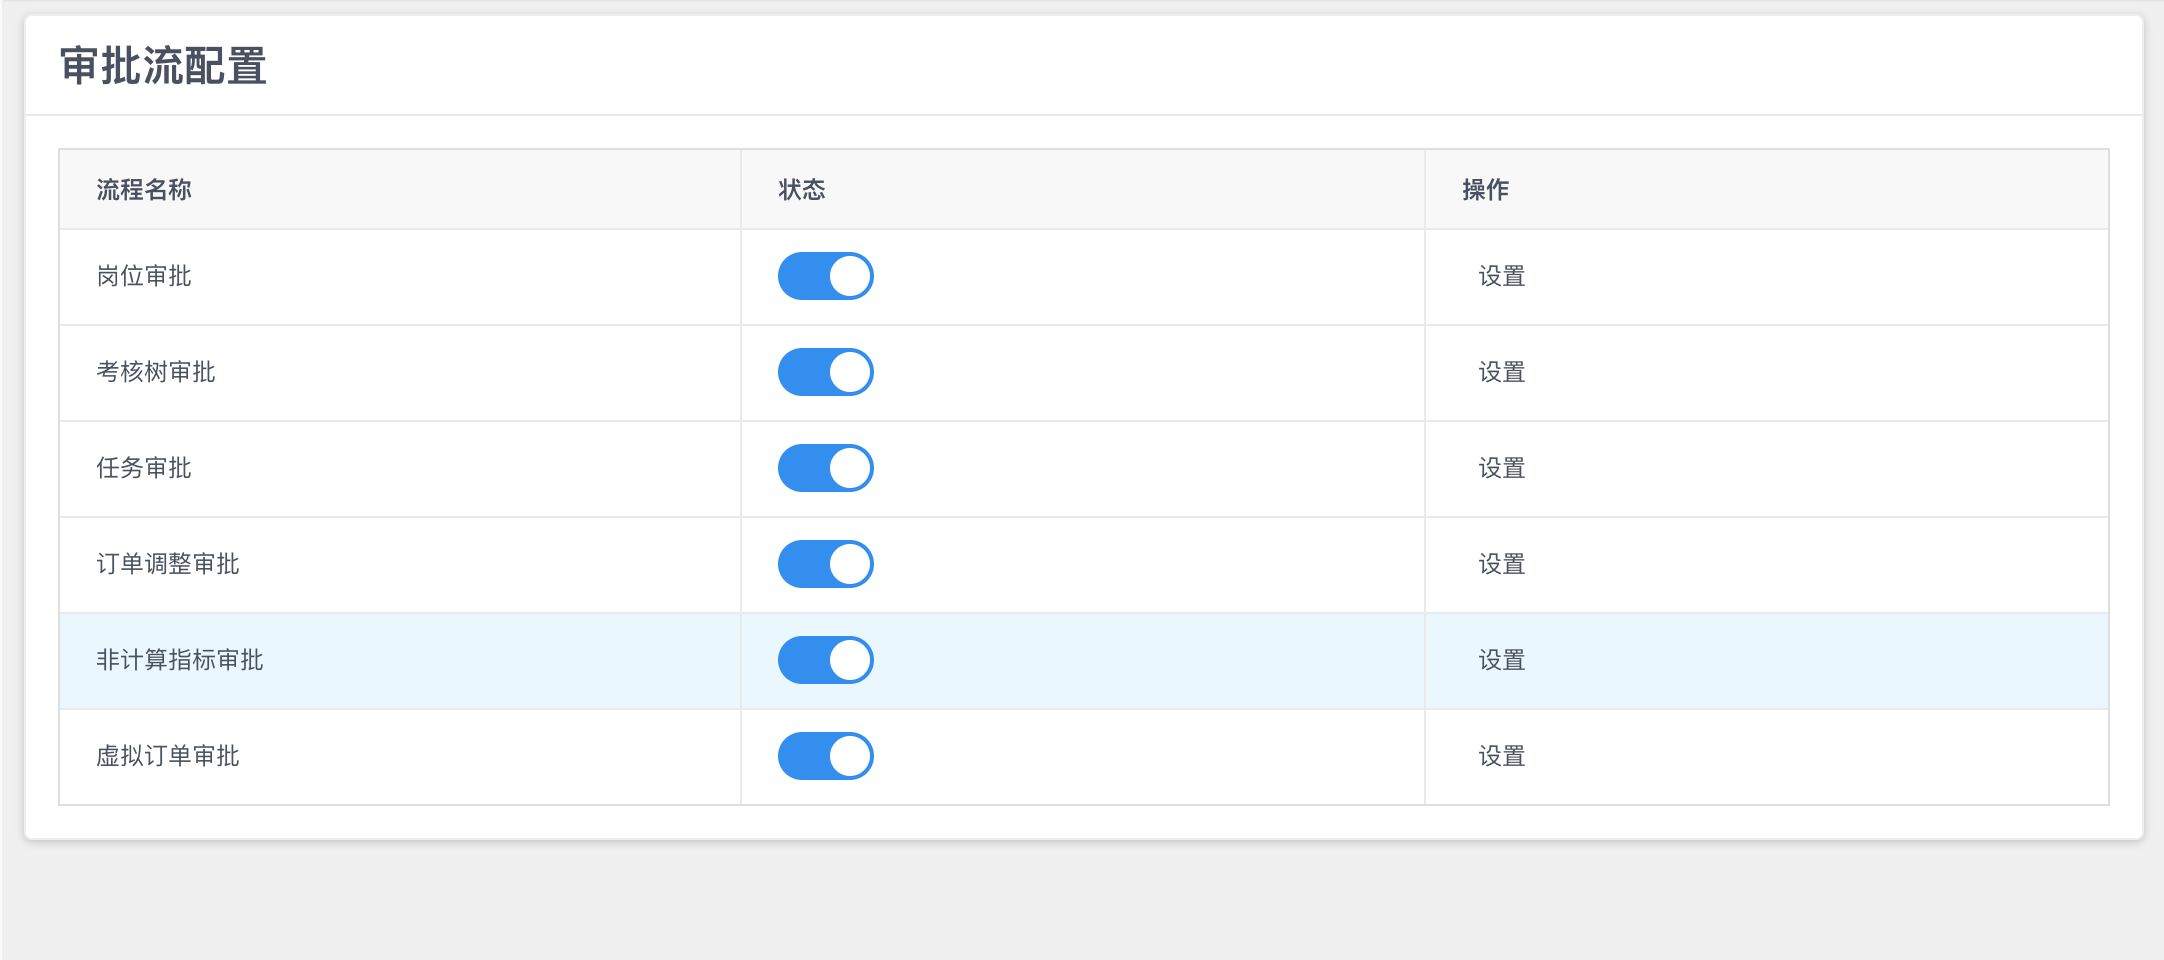 审批流配置
流程名称 状态 操作
岗位审批 设置
考核树审批 设置
任务审批 设置
订单调整审批 设置
非计算指标审批 设置
虚拟订单审批 设置